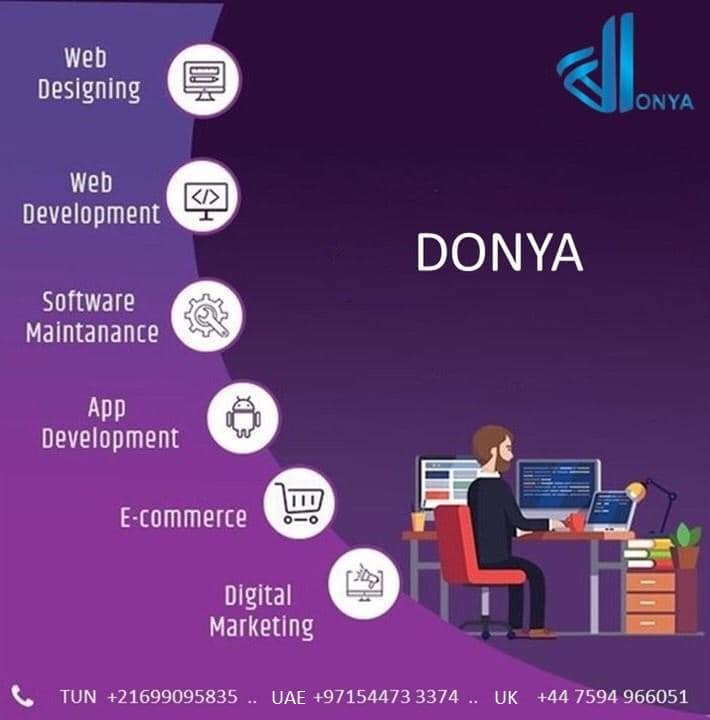 Web
Designing
ONYA
Web
Development
DONYA
Software
Maintanance
App
Development
E-commerce
Digital
Marketing
TUN +21699095835 .. UAE +97154473 3374 .. UK +44 7594 966051